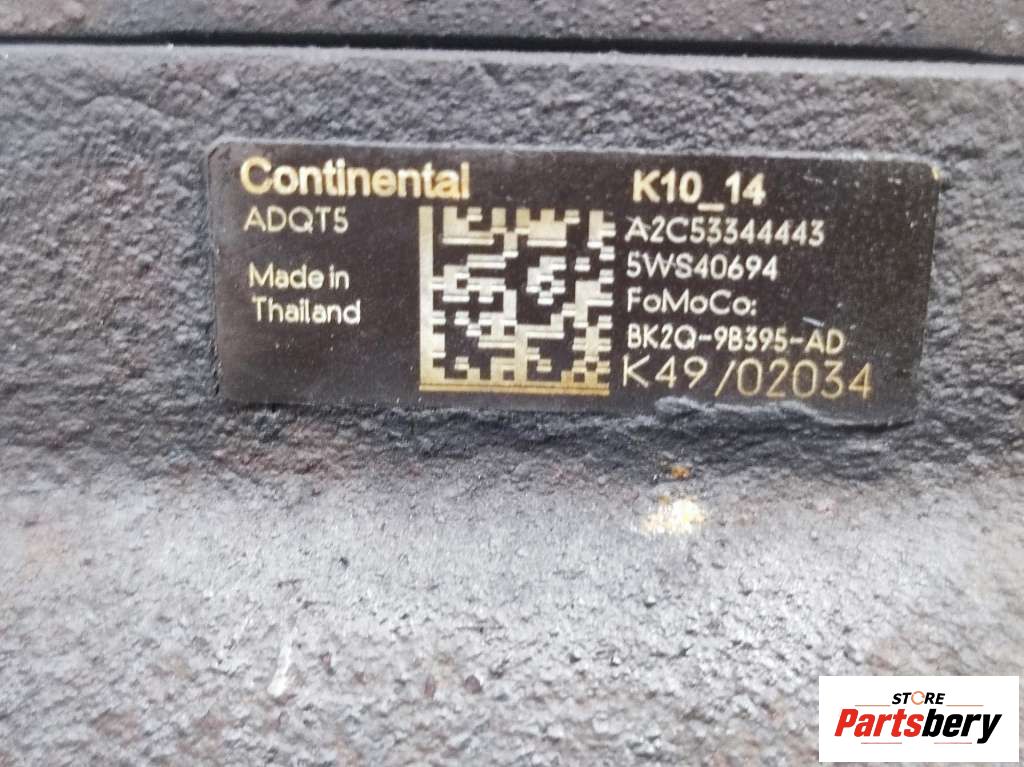 Continental
ADQT5
Made in
Thailand
K10_14
A2C53344443
5WS40694
FoMoCo:
BK2Q-9B395-AD
K49/02034
STORE
Partsbery